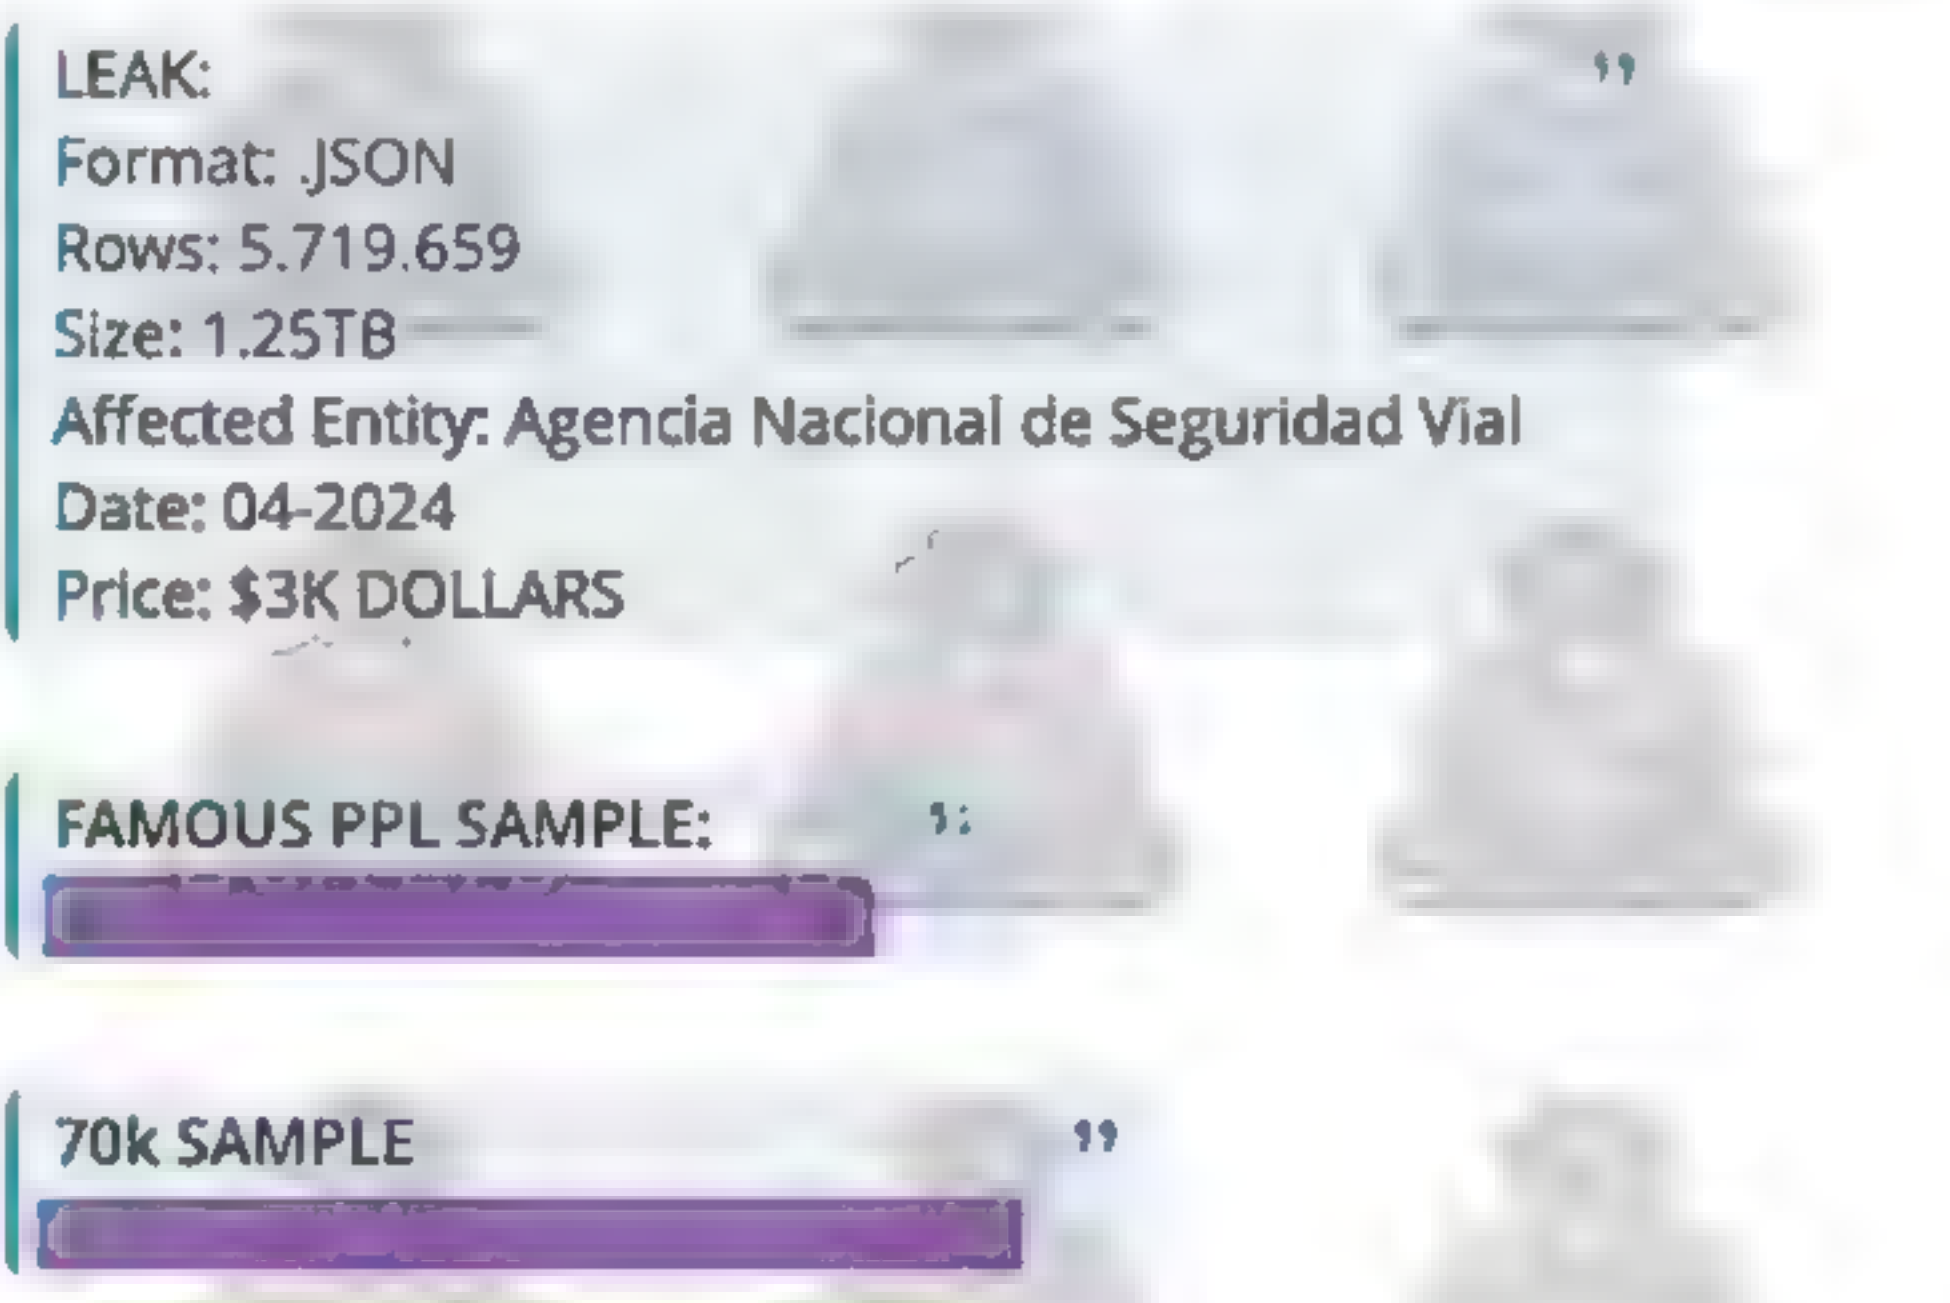 LEAK:
Format: .JSON
Rows: 5.719.659
Size: 1.25TB
Affected Entity: Agencia Nacional de Seguridad Vial
Date: 04-2024
Price: $3K DOLLARS
FAMOUS PPL SAMPLE:
70k SAMPLE